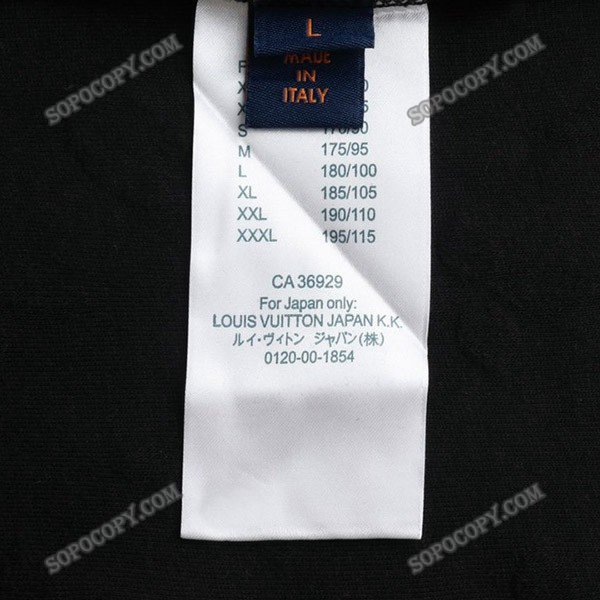 L
MADE
IN
ITALY
S 170/90
M 175/95
L 180/100
XL 185/105
XXL 190/110
XXXL 195/115
CA 36929
For Japan only:
LOUIS VUITTON JAPAN K.K.
ルイ・ヴィトン ジャパン(株)
0120-00-1854
SOPOCOPY.COM
SOPOCOPY.COM
SOPOCOPY.COM
SOPOCOPY.COM